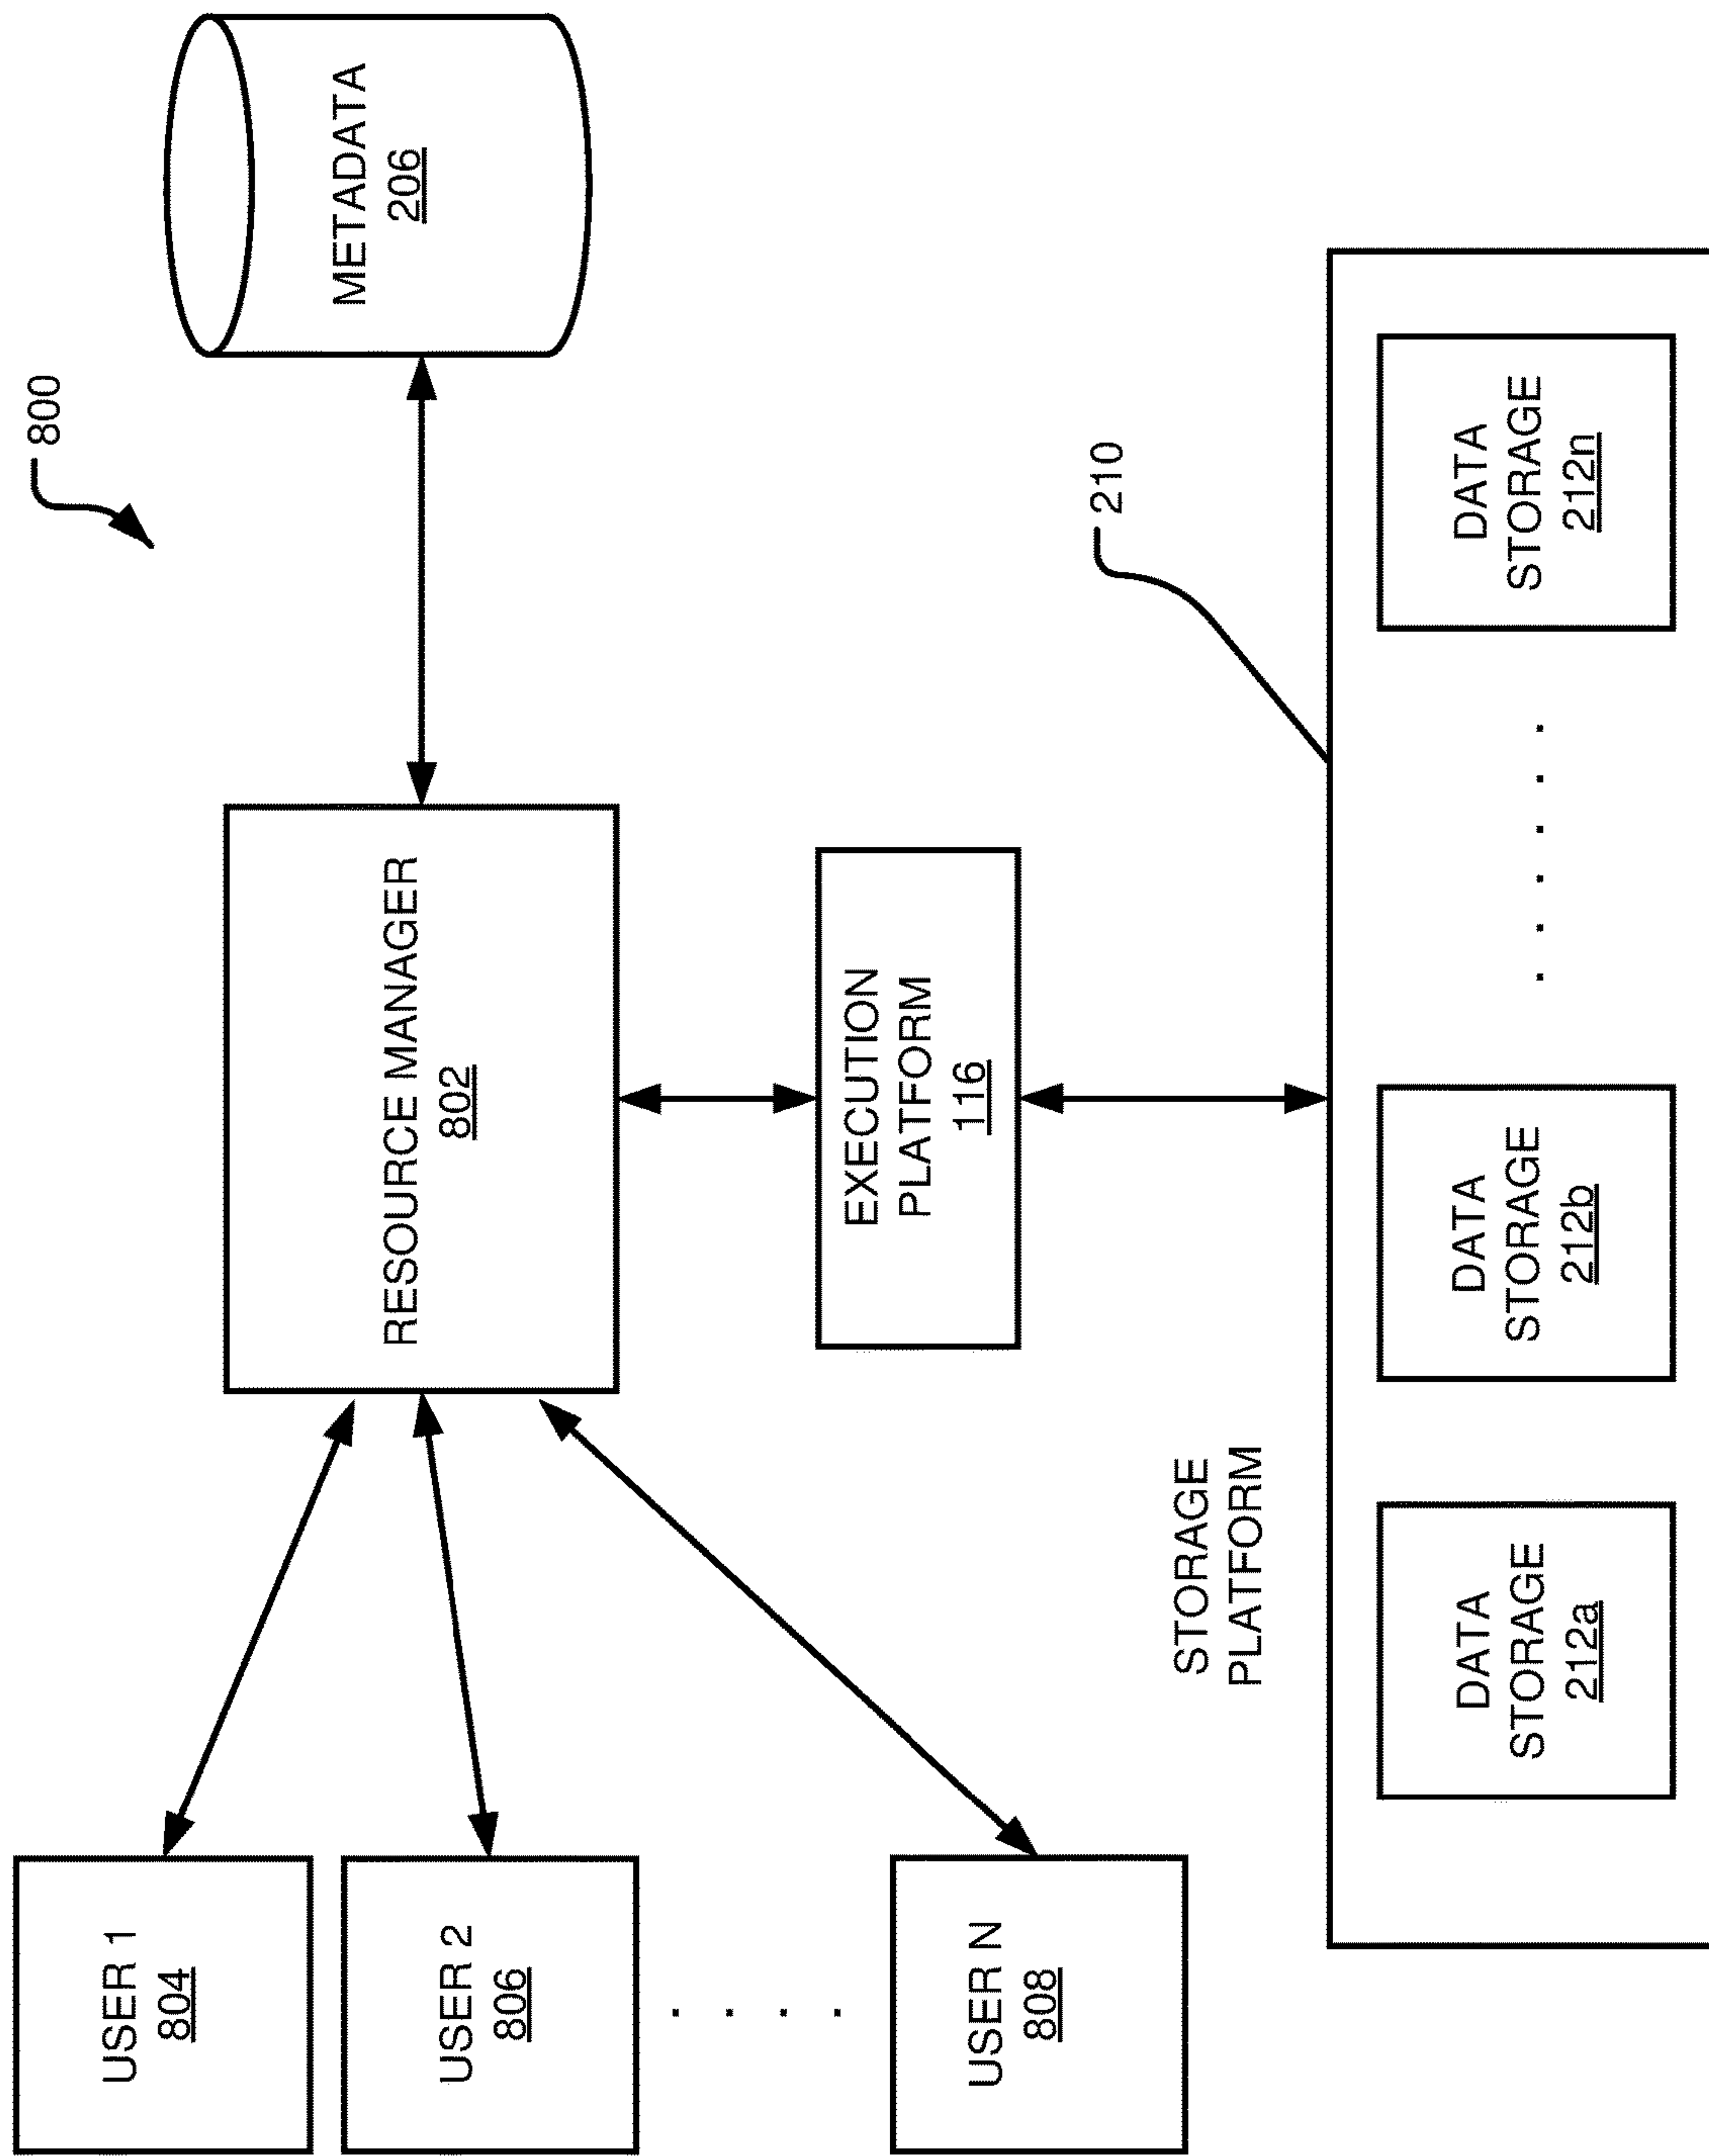 800
USER 1
804
USER 2
806
. . . .
USER N
808
RESOURCE MANAGER
802
METADATA
206
EXECUTION
PLATFORM
116
STORAGE
PLATFORM
210
DATA
STORAGE
212a
DATA
STORAGE
212b
. . . . . .
DATA
STORAGE
212n